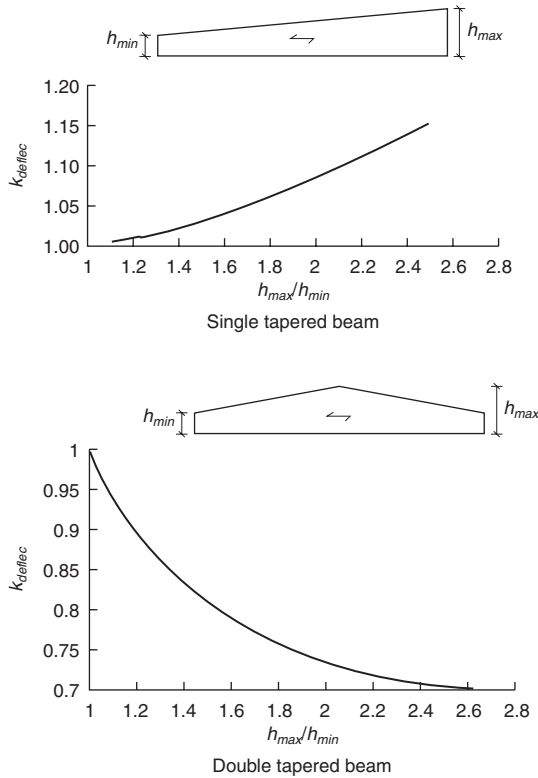 h_min
h_max
1.20
1.15
1.10
1.05
1.00
k_deflec
1 1.2 1.4 1.6 1.8 2 2.2 2.4 2.6 2.8
h_max/h_min
Single tapered beam
h_min
h_max
1
0.95
0.9
0.85
0.8
0.75
0.7
k_deflec
1 1.2 1.4 1.6 1.8 2 2.2 2.4 2.6 2.8
h_max/h_min
Double tapered beam